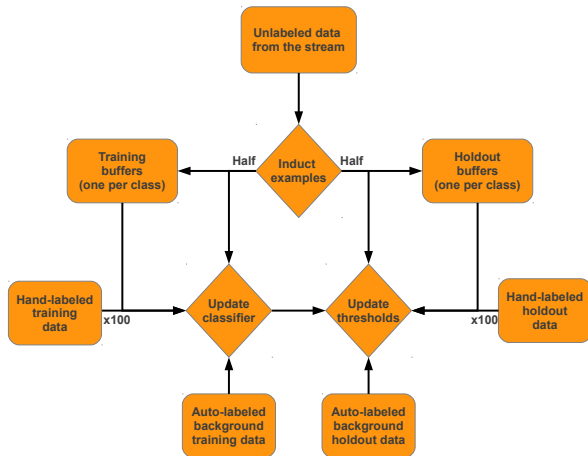 Unlabeled data
from the stream
Training
buffers
(one per class)
Half
Induct
examples
Half
Holdout
buffers
(one per class)
Hand-labeled
training
data
x100
Update
classifier
Update
thresholds
x100
Hand-labeled
holdout
data
Auto-labeled
background
training data
Auto-labeled
background
holdout data